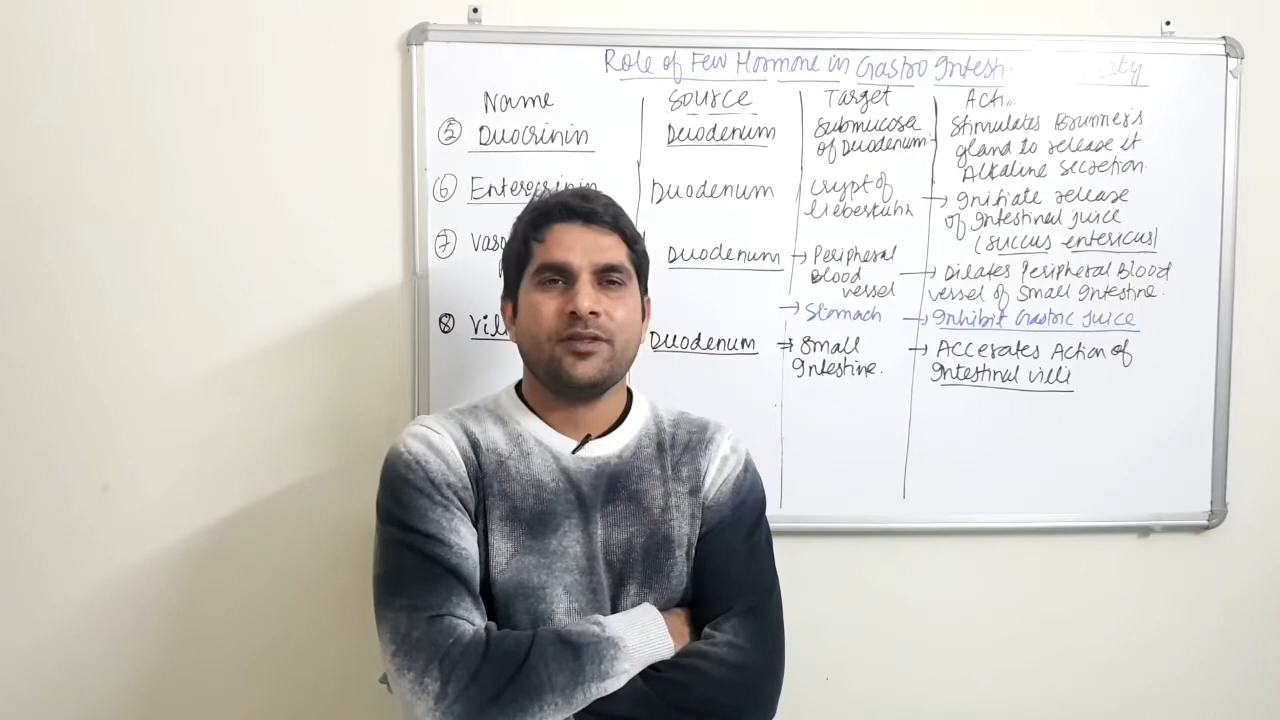 Role of Few Hormone in Gastro Intesti
Name Source Target Acti
⑤ Duocrinin Duodenum Submucosa of Duodenum Stimulates Brunner's gland to release it Alkaline Secretion.
⑥ Enterocrinin Duodenum Crypt of lieberkuhn → Initiate release of Intestinal juice (Succus entericus)
⑦ Duodenum → Peripheral Blood vessel → Dilates Peripheral Blood vessel of Small Intestine.
→ Stomach → Inhibit Gastric Juice
⑧ Duodenum → Small Intestine. → Accerates Action of Intestinal villi